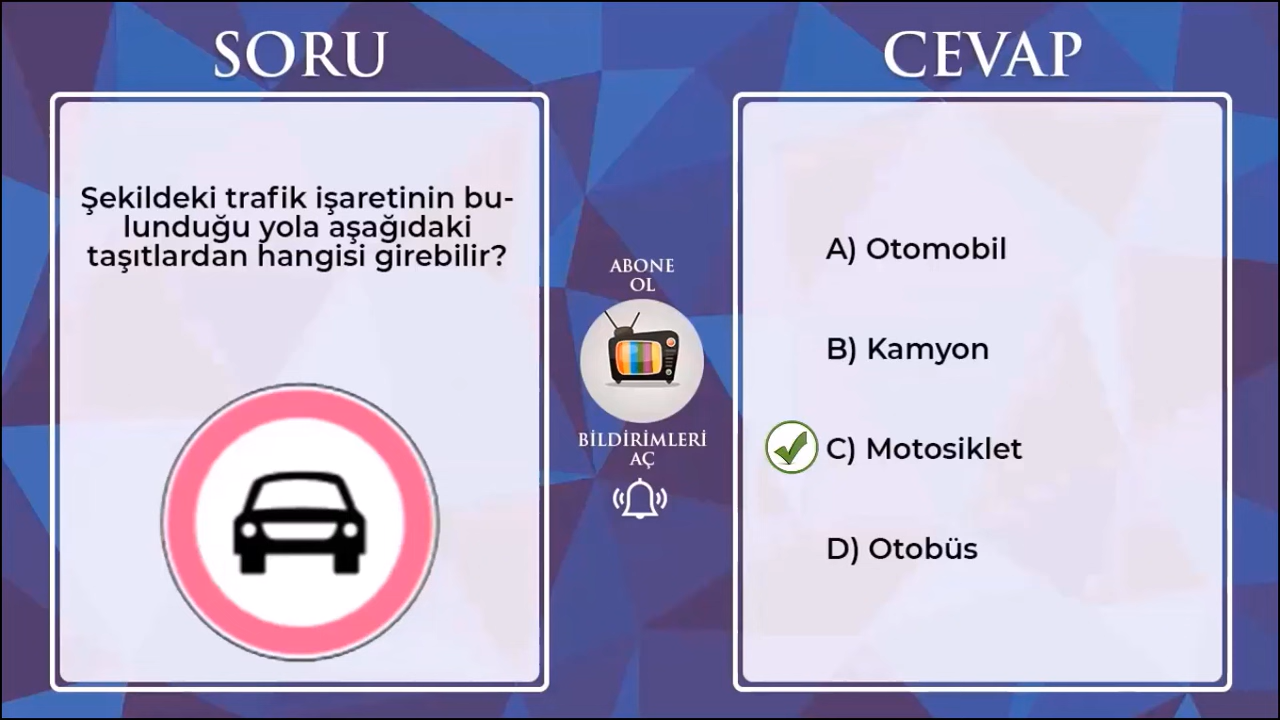 SORU
Şekildeki trafik işaretinin bu-
lunduğu yola aşağıdaki
taşıtlardan hangisi girebilir?
ABONE
OL
BİLDİRİMLERİ
AÇ
CEVAP
A) Otomobil
B) Kamyon
C) Motosiklet
D) Otobüs